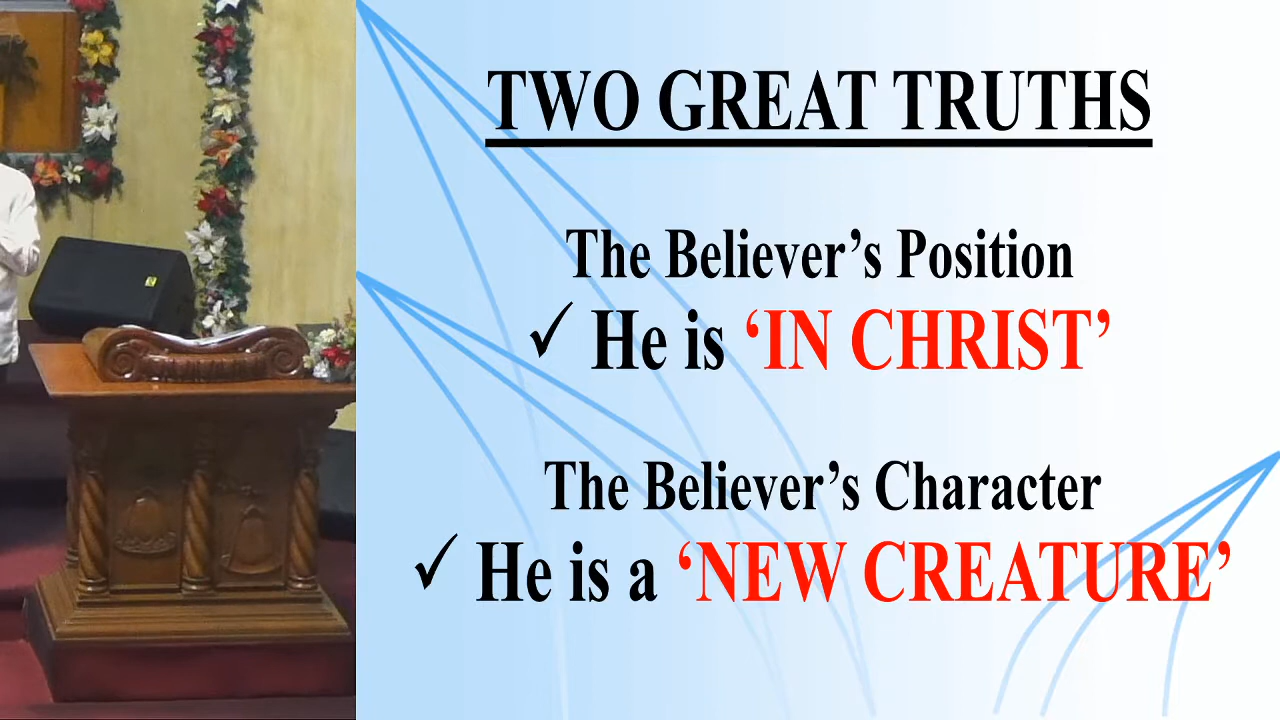 TWO GREAT TRUTHS
The Believer’s Position
✓ He is ‘IN CHRIST’
The Believer’s Character
✓ He is a ‘NEW CREATURE’